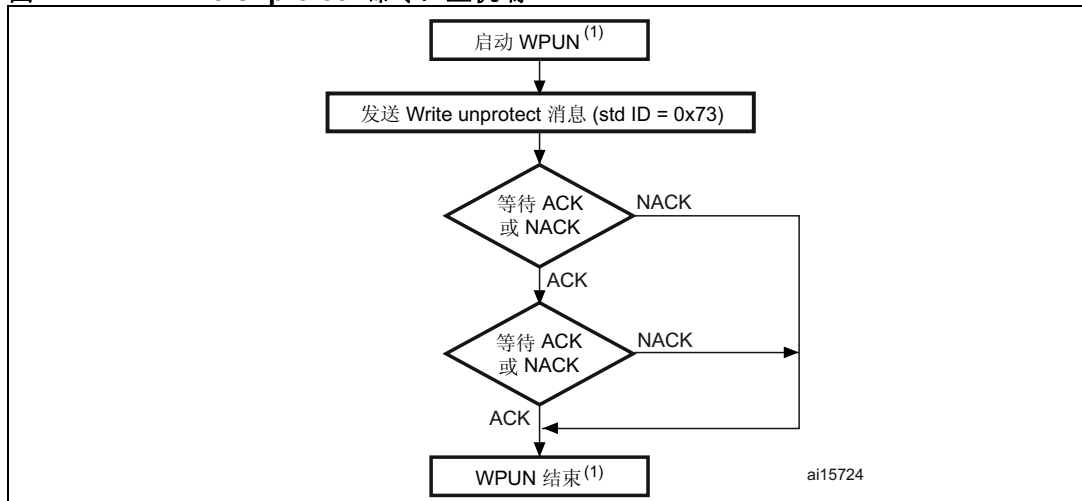 启动 WPUN (1)
发送 Write unprotect 消息 (std ID = 0x73)
等待 ACK
或 NACK
NACK
ACK
等待 ACK
或 NACK
NACK
ACK
WPUN 结束(1)
ai15724